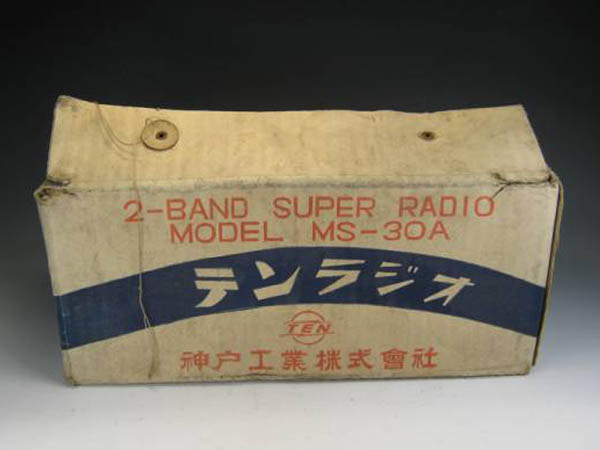 2-BAND SUPER RADIO
MODEL MS-30A
テンラジオ
TEN
神戸工業株式會社